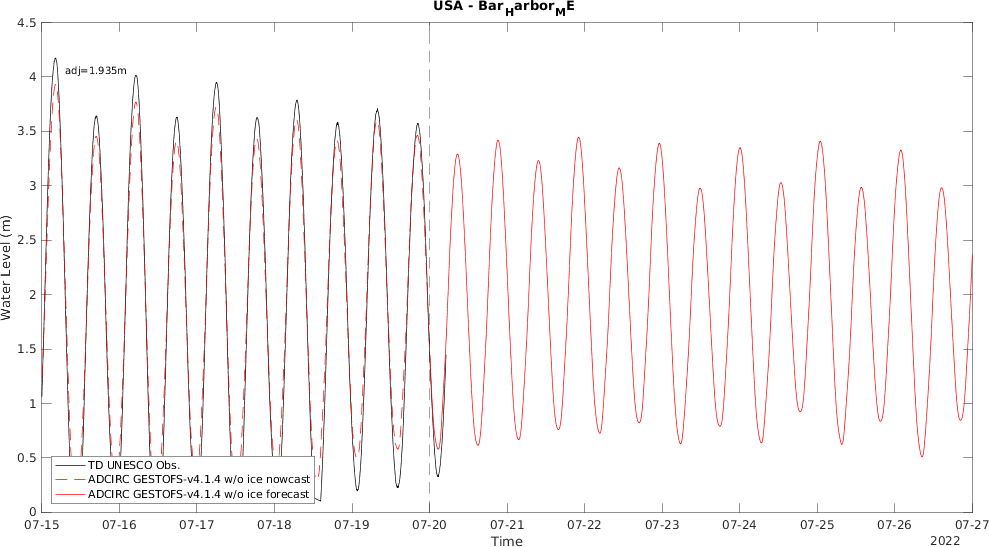 USA - Bar_Harbor_ME
4.5
4
3.5
3
2.5
2
1.5
1
0.5
0
Water Level (m)
adj=1.935m
TD UNESCO Obs.
ADCIRC GESTOFS-v4.1.4 w/o ice nowcast
ADCIRC GESTOFS-v4.1.4 w/o ice forecast
07-15 07-16 07-17 07-18 07-19 07-20 07-21 07-22 07-23 07-24 07-25 07-26 07-27
Time
2022